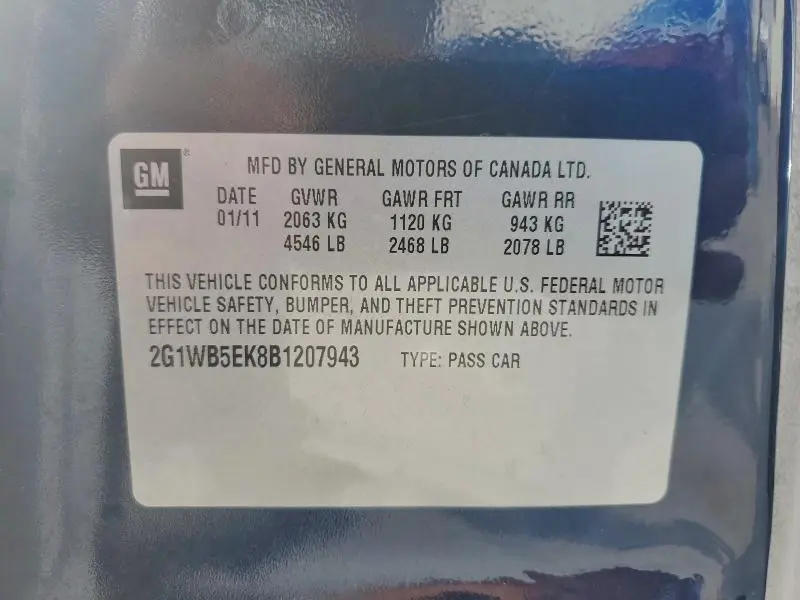 GM ®
MFD BY GENERAL MOTORS OF CANADA LTD.
DATE GVWR GAWR FRT GAWR RR
01/11 2063 KG 1120 KG 943 KG
4546 LB 2468 LB 2078 LB
THIS VEHICLE CONFORMS TO ALL APPLICABLE U.S. FEDERAL MOTOR
VEHICLE SAFETY, BUMPER, AND THEFT PREVENTION STANDARDS IN
EFFECT ON THE DATE OF MANUFACTURE SHOWN ABOVE.
2G1WB5EK8B1207943 TYPE: PASS CAR